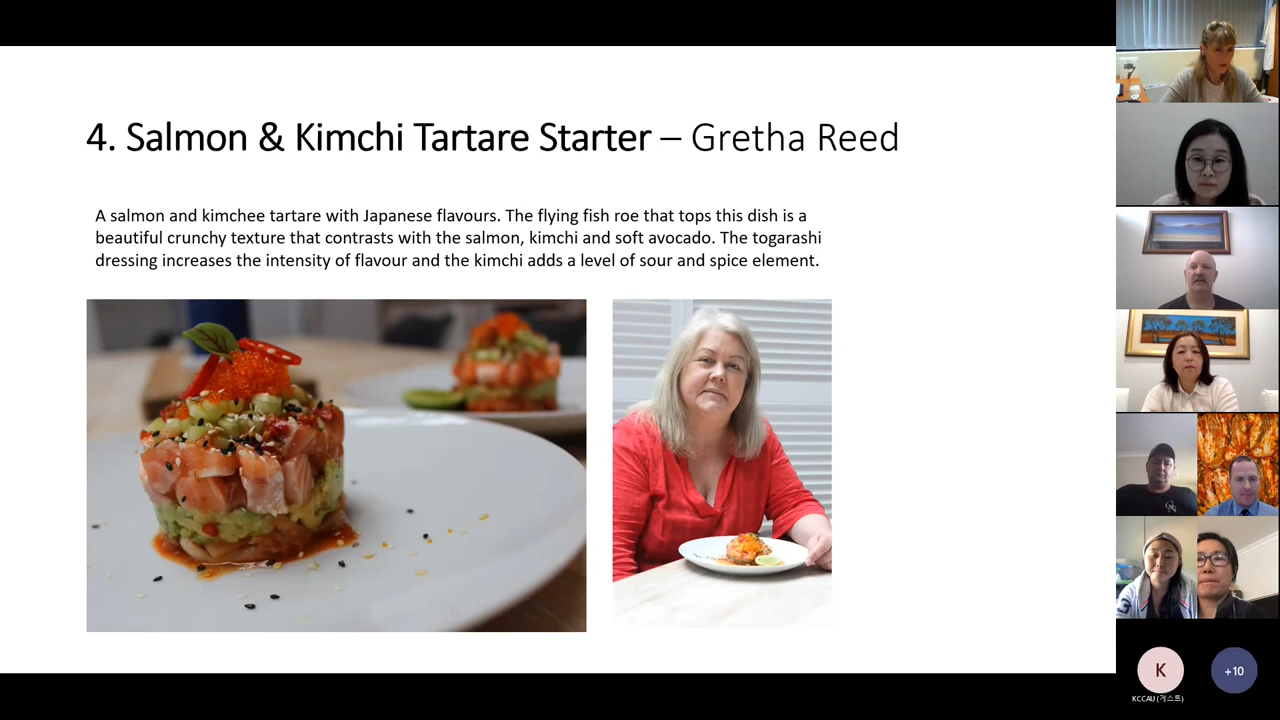 4. Salmon & Kimchi Tartare Starter – Gretha Reed
A salmon and kimchee tartare with Japanese flavours. The flying fish roe that tops this dish is a
beautiful crunchy texture that contrasts with the salmon, kimchi and soft avocado. The togarashi
dressing increases the intensity of flavour and the kimchi adds a level of sour and spice element.
K
+10
KCCAU (게스트)